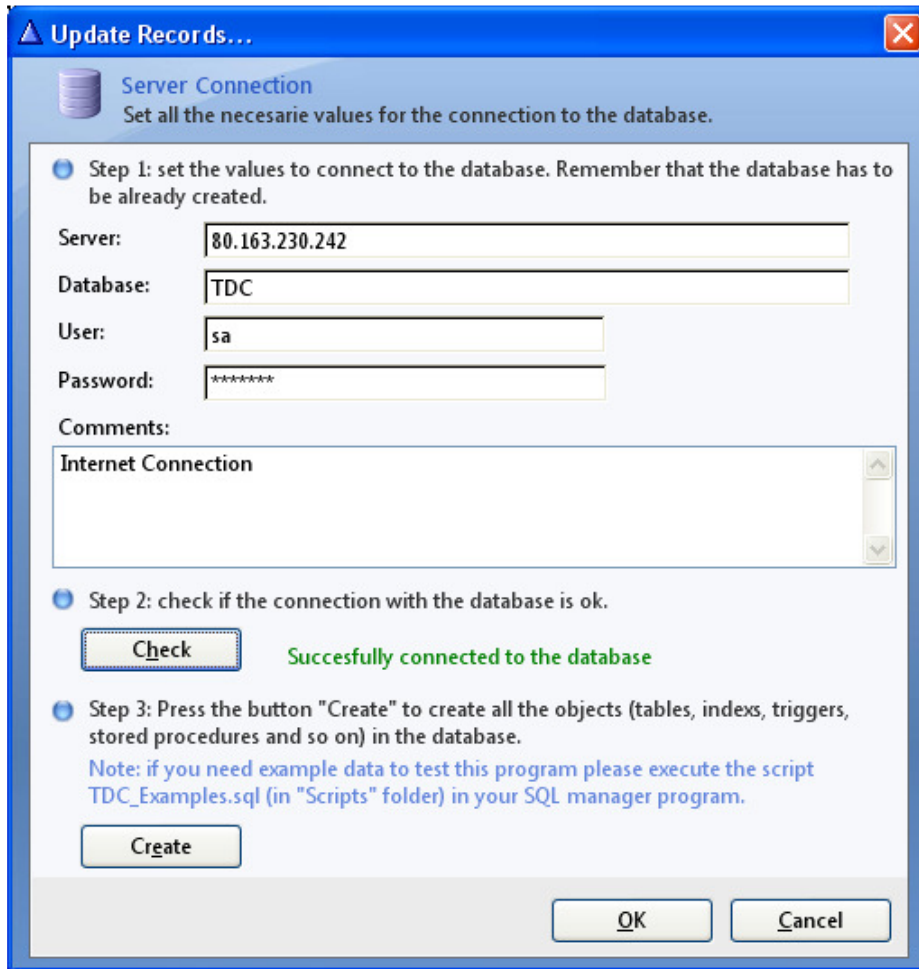 Update Records...
Server Connection
Set all the necesarie values for the connection to the database.
Step 1: set the values to connect to the database. Remember that the database has to
be already created.
Server: 80.163.230.242
Database: TDC
User: sa
Password: *******
Comments:
Internet Connection
Step 2: check if the connection with the database is ok.
Check Succesfully connected to the database
Step 3: Press the button "Create" to create all the objects (tables, indexs, triggers,
stored procedures and so on) in the database.
Note: if you need example data to test this program please execute the script
TDC_Examples.sql (in "Scripts" folder) in your SQL manager program.
Create
OK Cancel